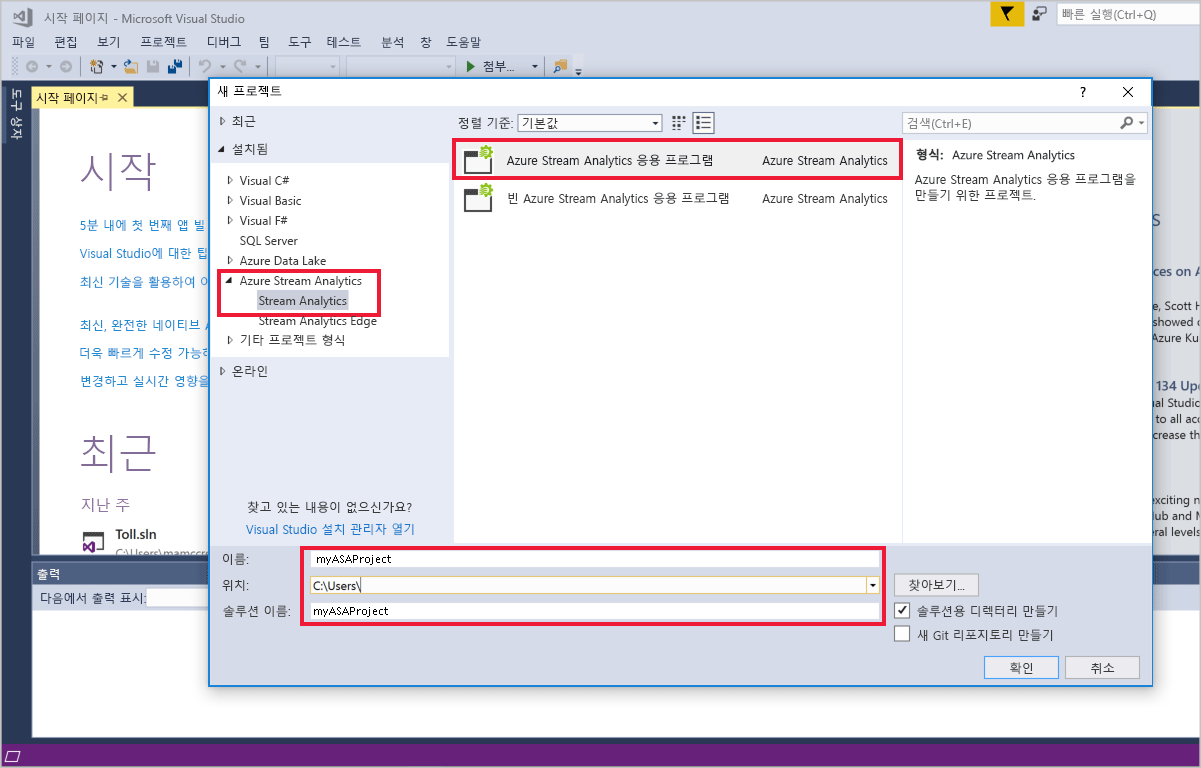 시작 페이지 - Microsoft Visual Studio
빠른 실행(Ctrl+Q)
파일 편집 보기 프로젝트 디버그 팀 도구 테스트 분석 창 도움말
첨부...
도구 상자
시작 페이지
시작
5분 내에 첫 번째 앱 빌
Visual Studio에 대한 팁
최신 기술을 활용하여
최신, 완전한 네이티브
더욱 빠르게 수정 가능
변경하고 실시간 영향을
최근
지난 주
Toll.sln
C:\Users\mamccro
새 프로젝트
?
최근
설치됨
Visual C#
Visual Basic
Visual F#
SQL Server
Azure Data Lake
Azure Stream Analytics
Stream Analytics
Stream Analytics Edge
기타 프로젝트 형식
온라인
찾고 있는 내용이 없으신가요?
Visual Studio 설치 관리자 열기
정렬 기준: 기본값
Azure Stream Analytics 응용 프로그램 Azure Stream Analytics
빈 Azure Stream Analytics 응용 프로그램 Azure Stream Analytics
검색(Ctrl+E)
형식: Azure Stream Analytics
Azure Stream Analytics 응용 프로그램을
만들기 위한 프로젝트.
이름: myASAProject
위치: C:\Users\
솔루션 이름: myASAProject
찾아보기...
솔루션용 디렉터리 만들기
새 Git 리포지토리 만들기
확인 취소
s
ces on A
e, Scott H
showed
Azure Ku
134 Upd
al Studio
to all acc
crease th
exciting n
ub and M
ral levels
출력
다음에서 출력 표시: